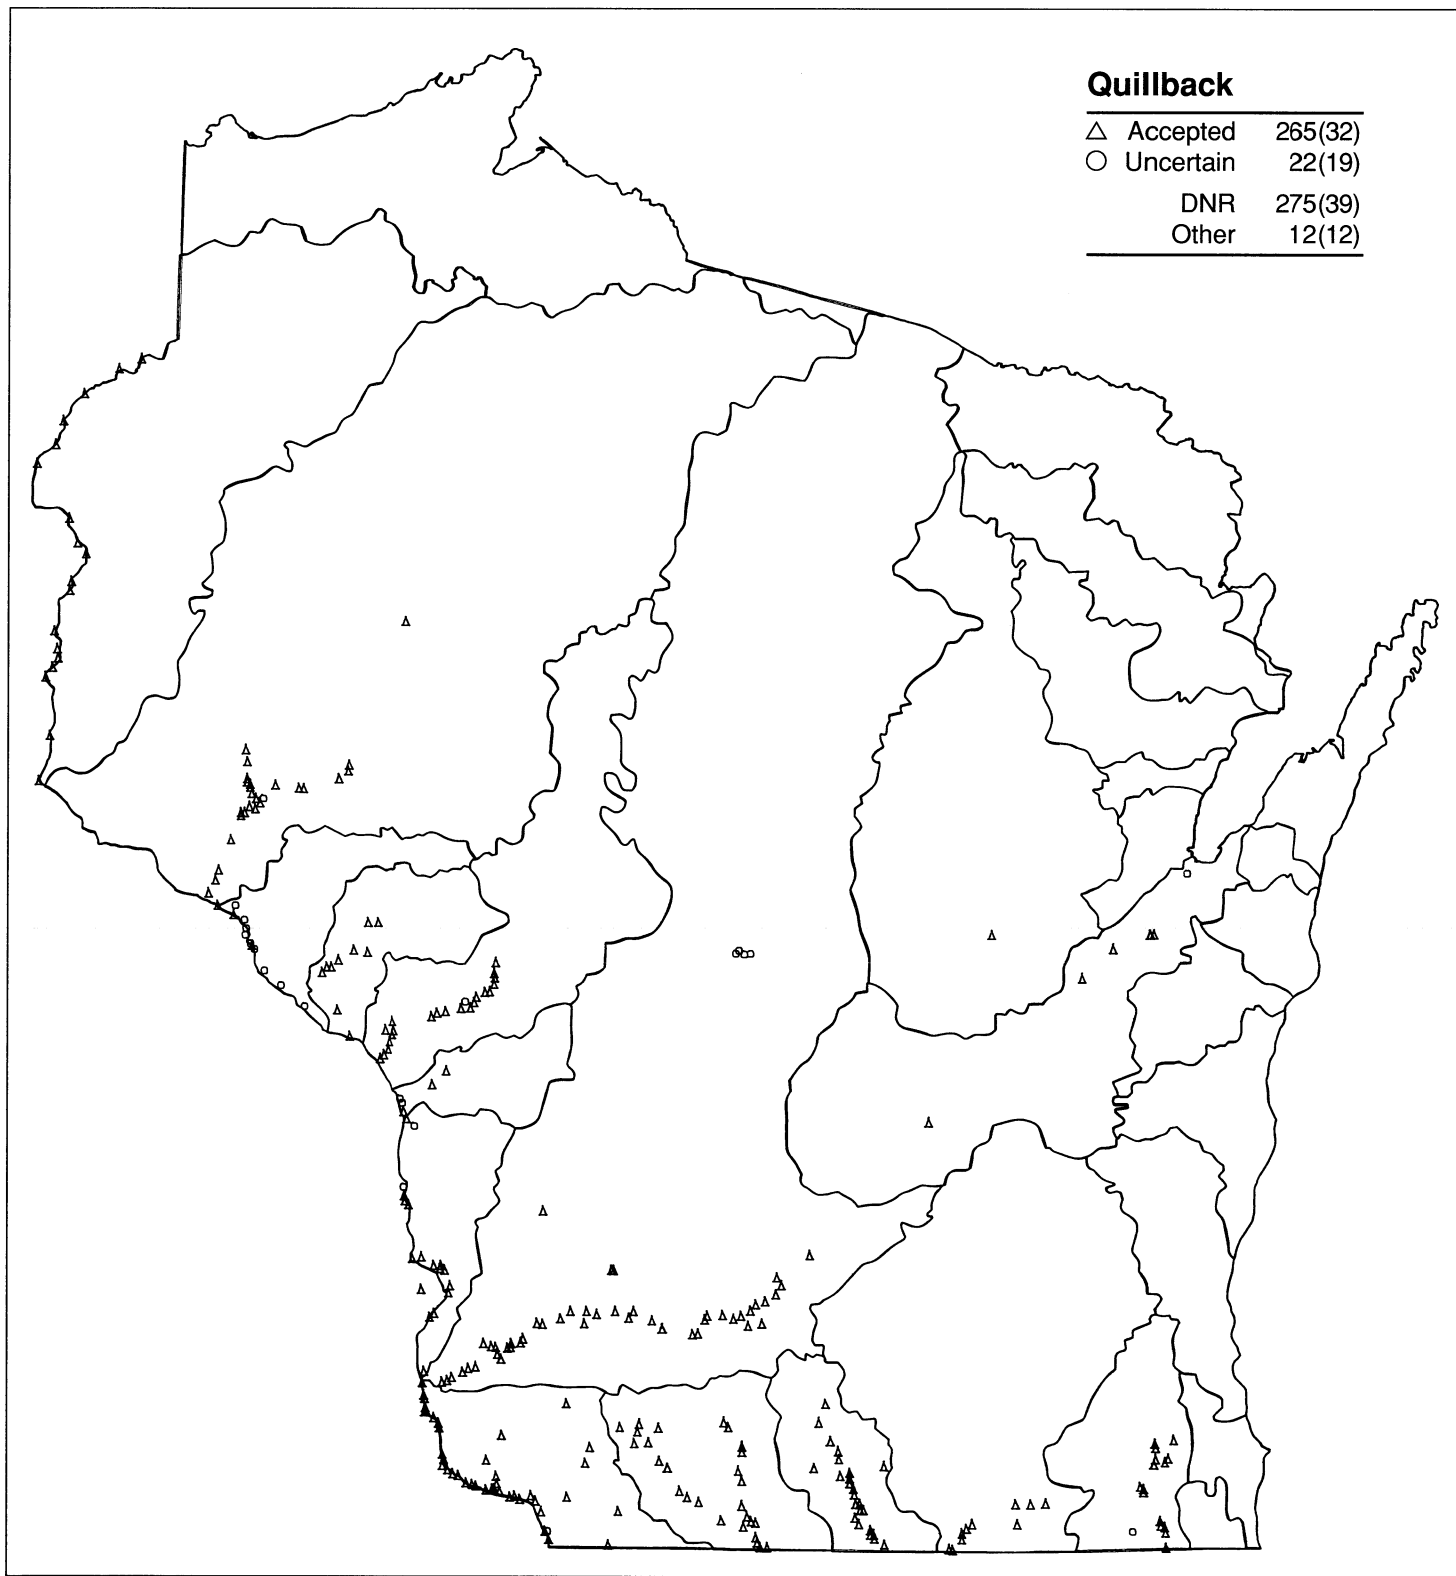 Quillback
△ Accepted 265(32)
○ Uncertain 22(19)
DNR 275(39)
Other 12(12)